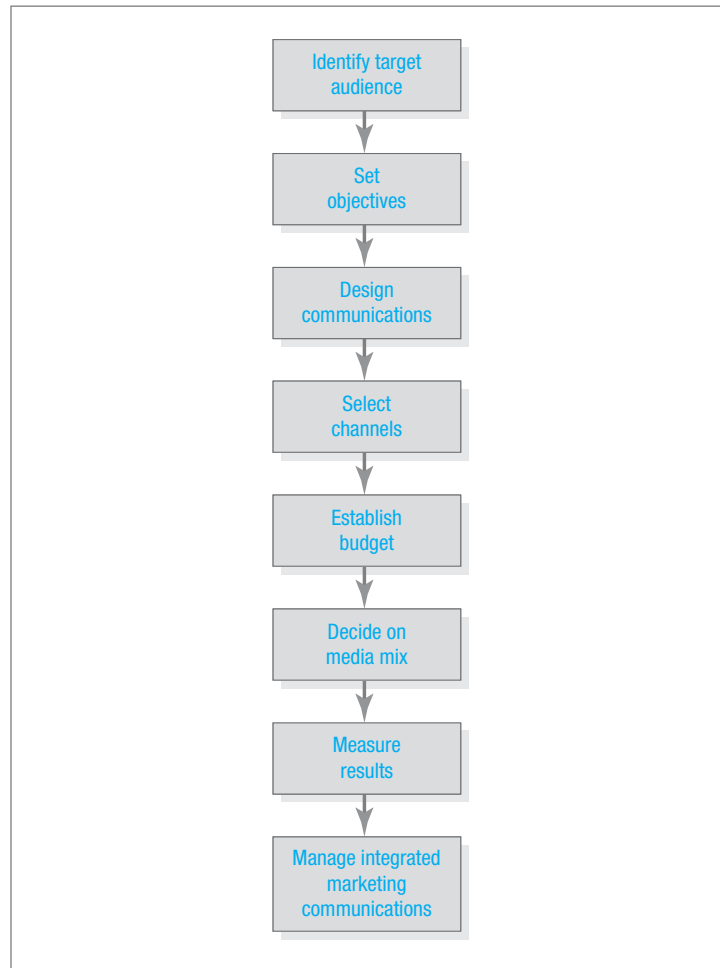 Identify target
audience
Set
objectives
Design
communications
Select
channels
Establish
budget
Decide on
media mix
Measure
results
Manage integrated
marketing
communications